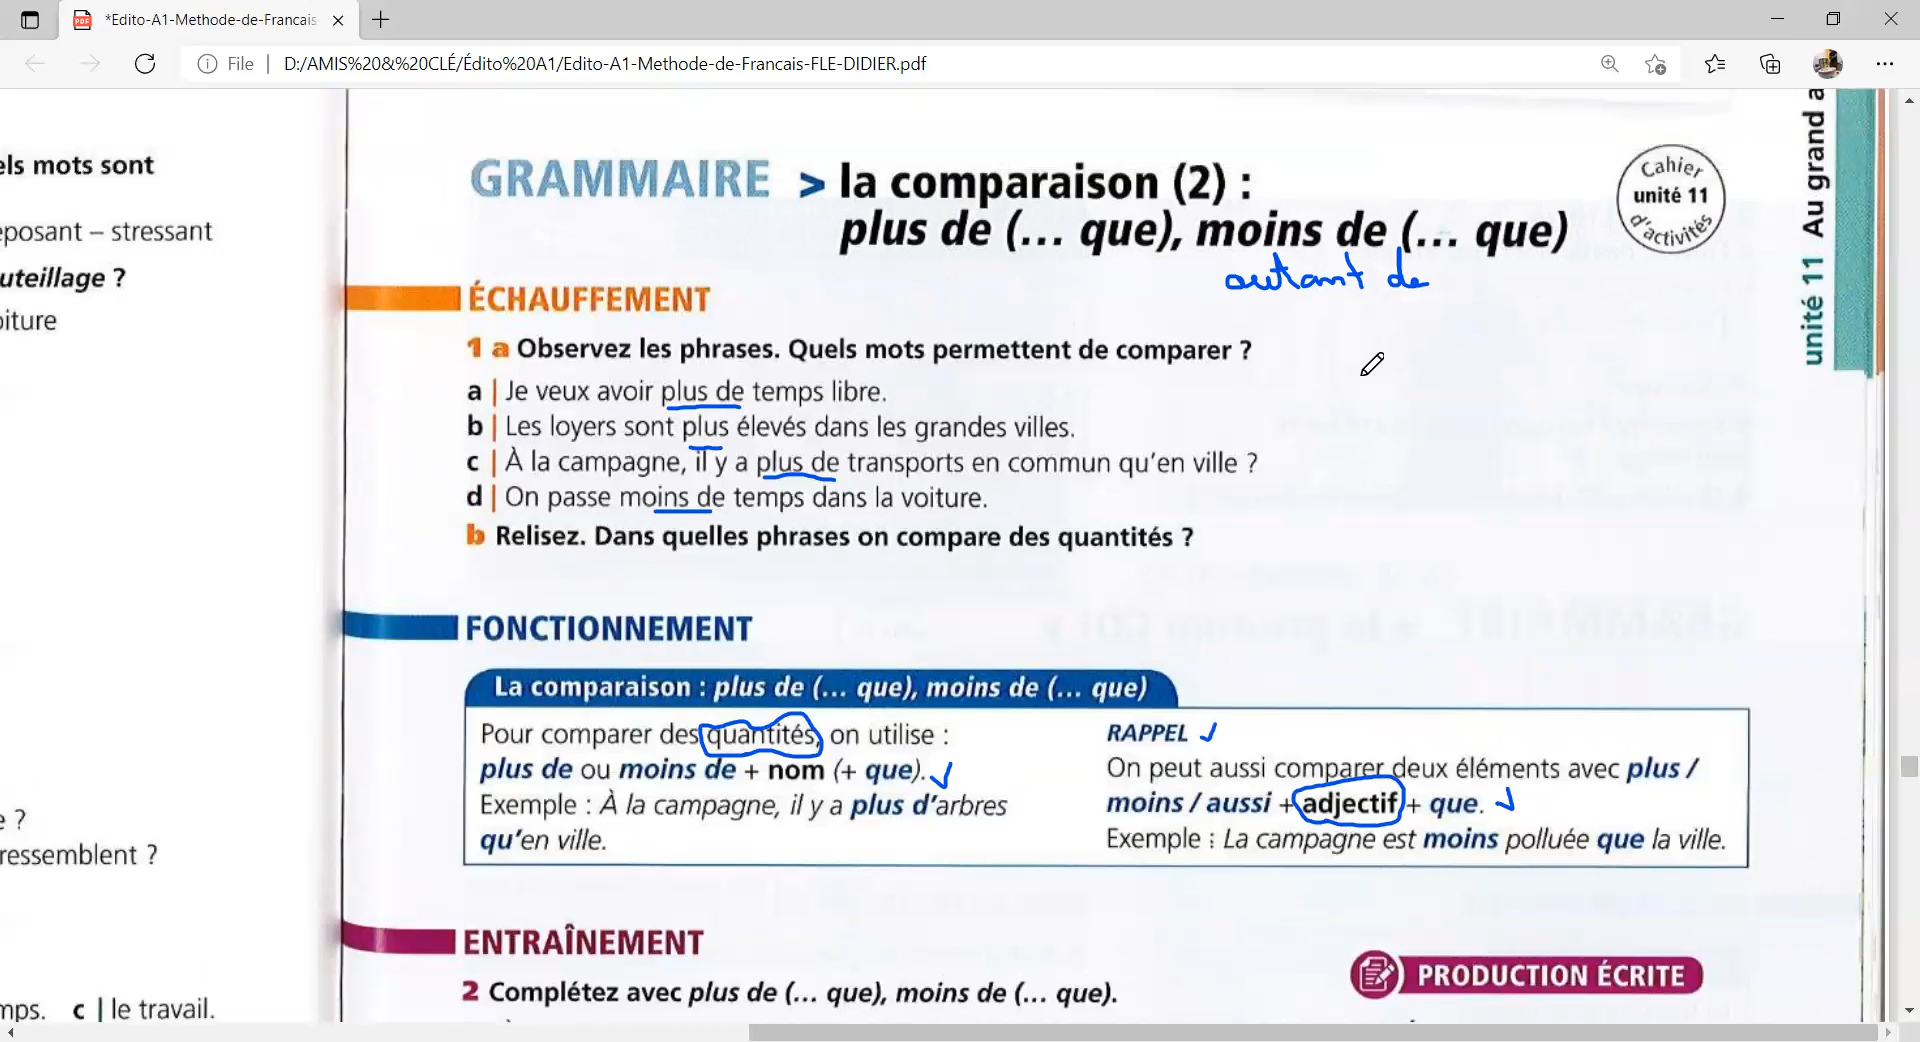 *Edito-A1-Methode-de-Francais
File
D:/AMIS%20&%20CLÉ/Édito%20A1/Edito-A1-Methode-de-Francais-FLE-DIDIER.pdf
els mots sont
eposant – stressant
uteillage ?
oiture
e ?
ressemblent ?
mps. c | le travail.
GRAMMAIRE > la comparaison (2) :
plus de (... que), moins de (... que)
autant de
Cahier
unité 11
d'activités
unité 11 Au grand a
ÉCHAUFFEMENT
1 a Observez les phrases. Quels mots permettent de comparer ?
a | Je veux avoir plus de temps libre.
b | Les loyers sont plus élevés dans les grandes villes.
c | À la campagne, il y a plus de transports en commun qu'en ville ?
d | On passe moins de temps dans la voiture.
b Relisez. Dans quelles phrases on compare des quantités ?
FONCTIONNEMENT
La comparaison : plus de (... que), moins de (... que)
Pour comparer des quantités, on utilise :
plus de ou moins de + nom (+ que).
Exemple : À la campagne, il y a plus d'arbres
qu'en ville.
RAPPEL
On peut aussi comparer deux éléments avec plus /
moins / aussi + adjectif + que.
Exemple : La campagne est moins polluée que la ville.
ENTRAÎNEMENT
2 Complétez avec plus de (... que), moins de (... que).
PRODUCTION ÉCRITE